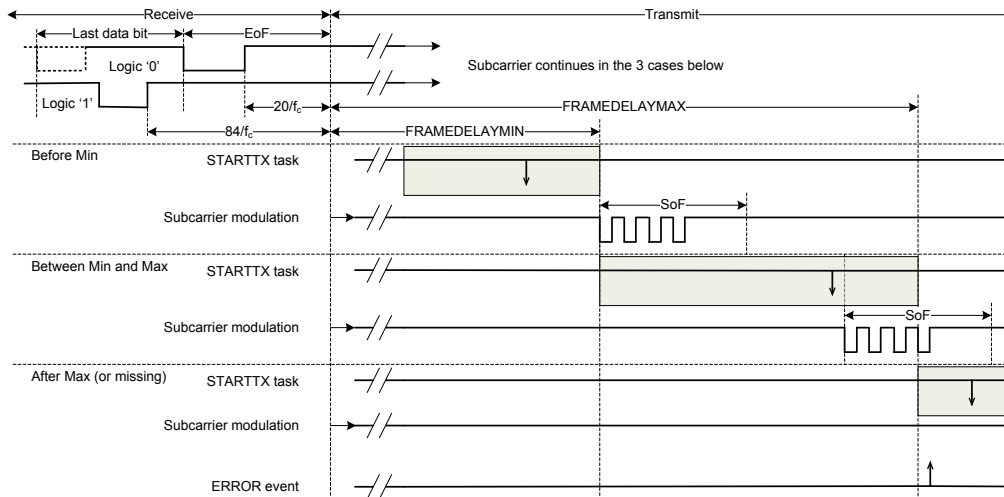 Receive
Transmit
Last data bit
EoF
Logic ‘0’
Subcarrier continues in the 3 cases below
Logic ‘1’
20/fc
FRAMEDELAYMAX
84/fc
FRAMEDELAYMIN
Before Min
STARTTX task
SoF
Subcarrier modulation
Between Min and Max
STARTTX task
SoF
Subcarrier modulation
After Max (or missing)
STARTTX task
Subcarrier modulation
ERROR event